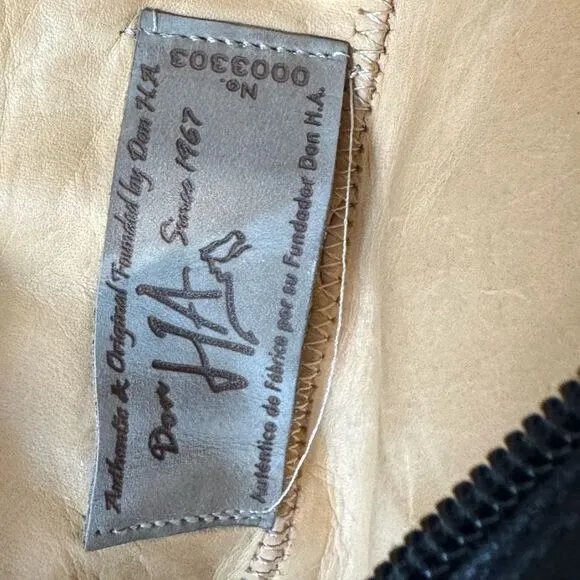 Authentic & Original Founded by Don H.A.
Don HA Since 1967
No.
0003303
Auténtico de Fábrica por su Fundador Don H.A.